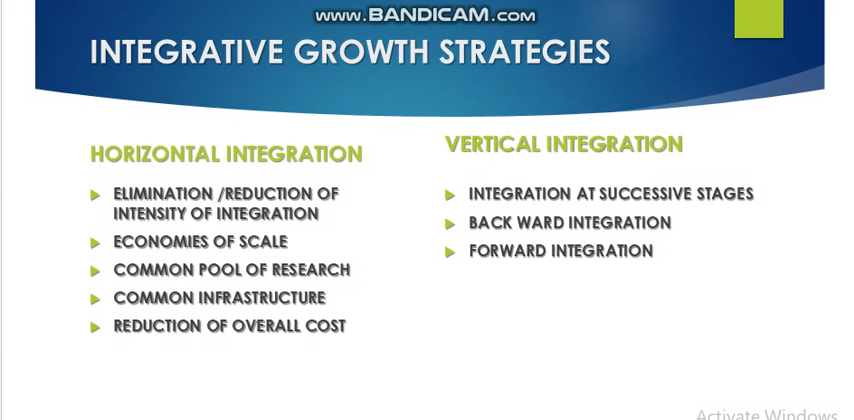 www.BANDICAM.com
INTEGRATIVE GROWTH STRATEGIES
HORIZONTAL INTEGRATION
ELIMINATION /REDUCTION OF
INTENSITY OF INTEGRATION
ECONOMIES OF SCALE
COMMON POOL OF RESEARCH
COMMON INFRASTRUCTURE
REDUCTION OF OVERALL COST
VERTICAL INTEGRATION
INTEGRATION AT SUCCESSIVE STAGES
BACK WARD INTEGRATION
FORWARD INTEGRATION
Activate Windows